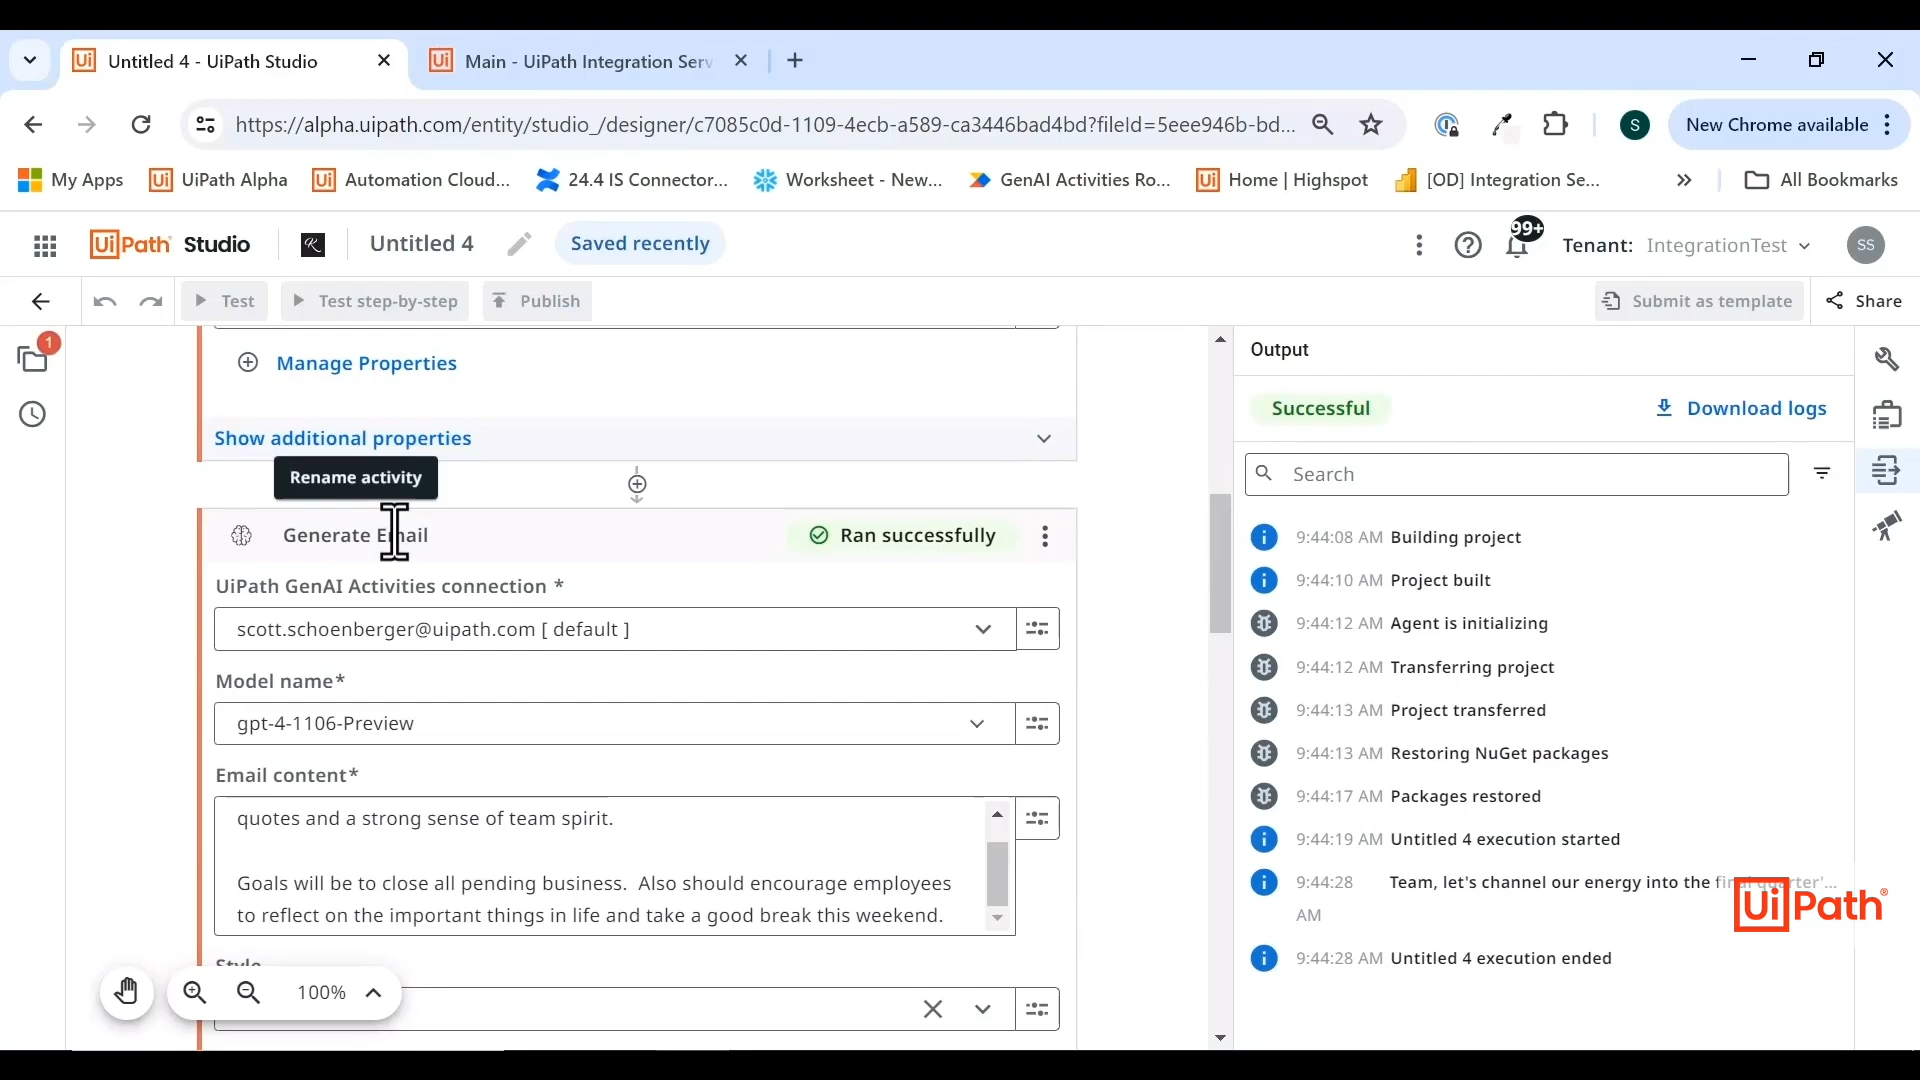 Untitled 4 - UiPath Studio
Main - UiPath Integration Serv
https://alpha.uipath.com/entity/studio_/designer/c7085c0d-1109-4ecb-a589-ca3446bad4bd?fileId=5eee946b-bd...
S
New Chrome available
My Apps
UiPath Alpha
Automation Cloud...
24.4 IS Connector...
Worksheet - New...
GenAI Activities Ro...
Home | Highspot
[OD] Integration Se...
All Bookmarks
UiPath Studio
K
Untitled 4
Saved recently
99+
Tenant: IntegrationTest
SS
Test
Test step-by-step
Publish
Submit as template
Share
1
Manage Properties
Show additional properties
Rename activity
Generate Email
Ran successfully
UiPath GenAI Activities connection *
scott.schoenberger@uipath.com [ default ]
Model name*
gpt-4-1106-Preview
Email content*
quotes and a strong sense of team spirit.
Goals will be to close all pending business. Also should encourage employees
to reflect on the important things in life and take a good break this weekend.
Style
100%
Output
Successful
Download logs
Search
9:44:08 AM Building project
9:44:10 AM Project built
9:44:12 AM Agent is initializing
9:44:12 AM Transferring project
9:44:13 AM Project transferred
9:44:13 AM Restoring NuGet packages
9:44:17 AM Packages restored
9:44:19 AM Untitled 4 execution started
9:44:28 AM Team, let's channel our energy into the final quarter'...
9:44:28 AM Untitled 4 execution ended
UiPath®